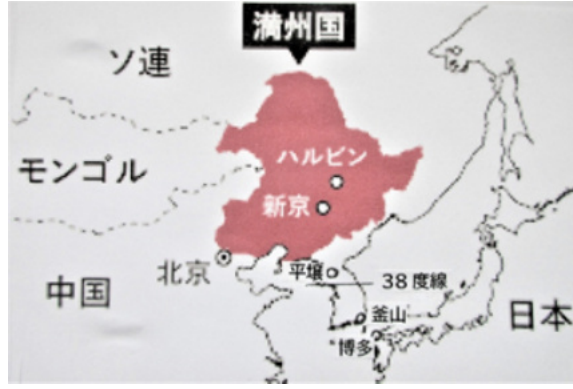 満州国
ソ連
モンゴル
ハルビン
新京
北京
平壌
38度線
中国
釜山
博多
日本